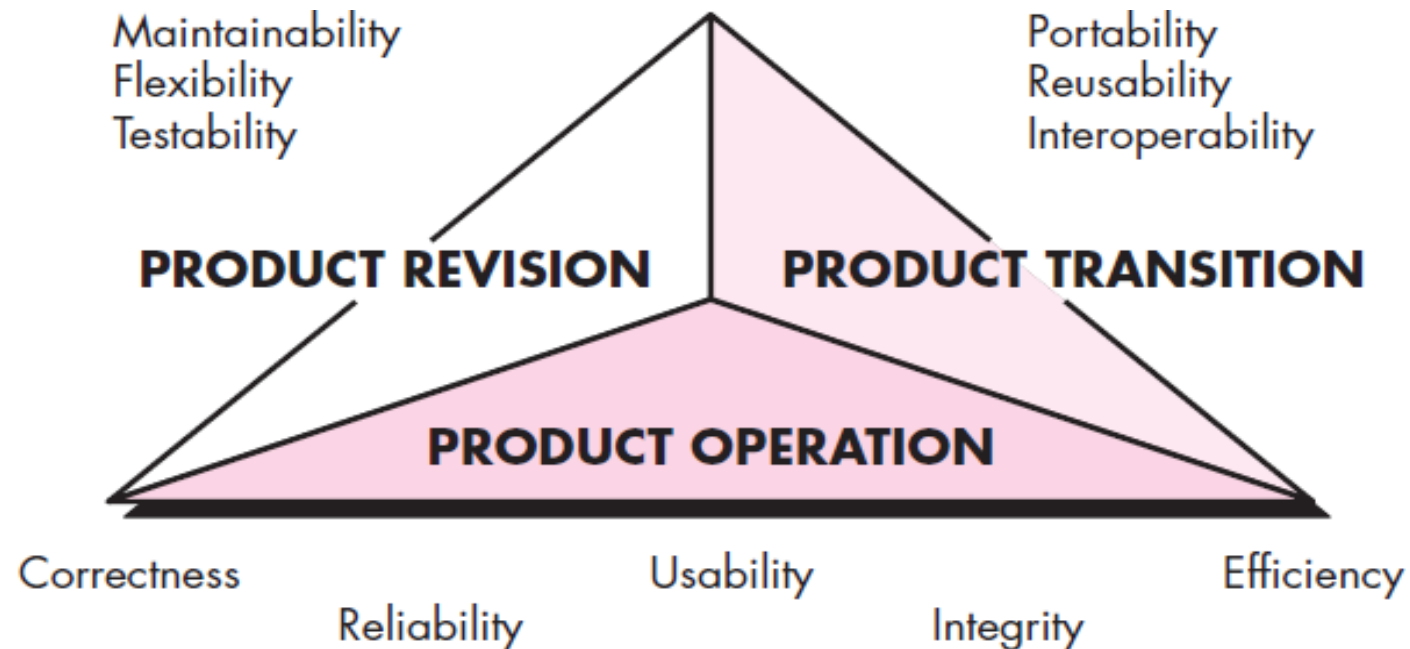 Maintainability
Flexibility
Testability
Portability
Reusability
Interoperability
PRODUCT REVISION
PRODUCT TRANSITION
PRODUCT OPERATION
Correctness
Usability
Efficiency
Reliability
Integrity